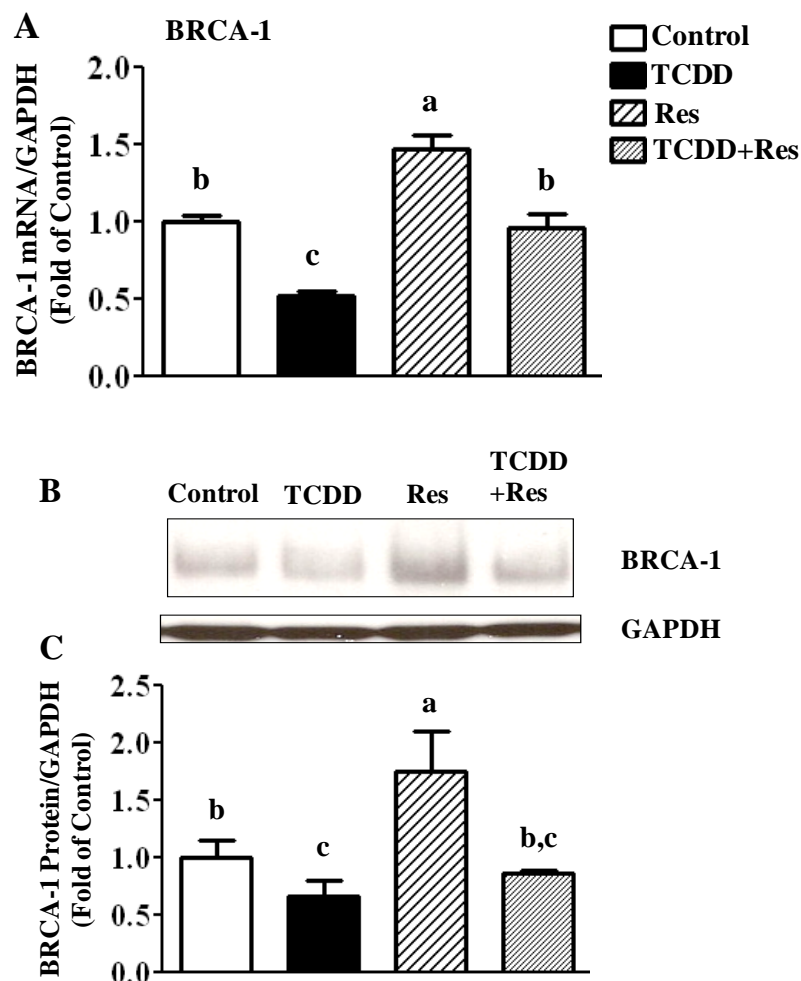 A
BRCA-1
Control
TCDD
Res
TCDD+Res
BRCA-1 mRNA/GAPDH
(Fold of Control)
2.0
1.5
1.0
0.5
0.0
b
c
a
b
B
Control
TCDD
Res
TCDD
+Res
BRCA-1
GAPDH
C
BRCA-1 Protein/GAPDH
(Fold of Control)
2.5
2.0
1.5
1.0
0.5
0.0
b
c
a
b,c